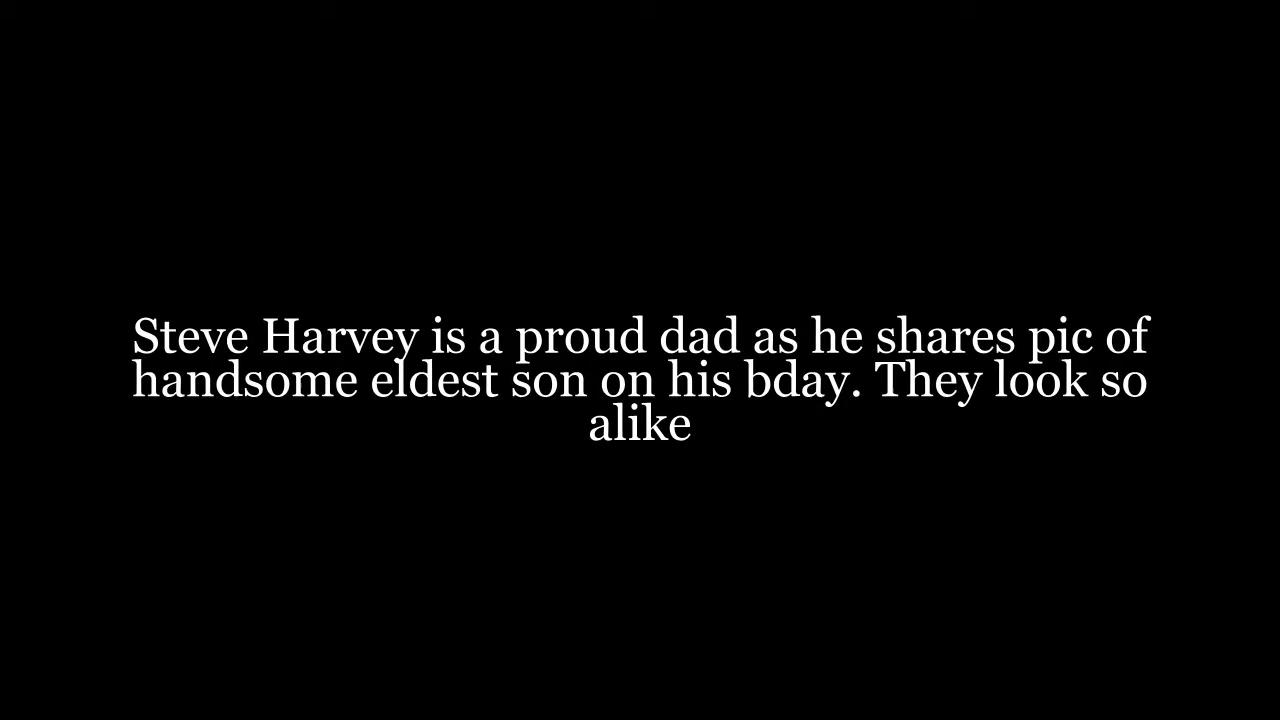 Steve Harvey is a proud dad as he shares pic of
handsome eldest son on his bday. They look so
alike